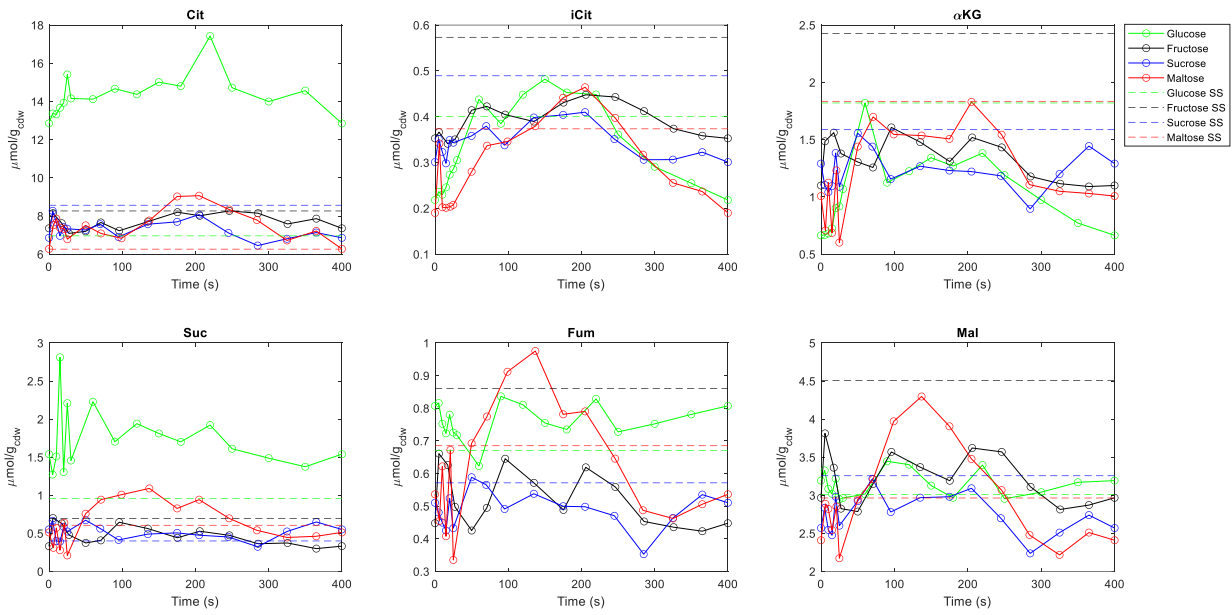 Cit
18
16
14
12
10
8
6
0
100
200
300
400
Time (s)
μmol/g_cdw
iCit
0.6
0.5
0.4
0.3
0.2
0.1
0
100
200
300
400
Time (s)
μmol/g_cdw
αKG
2.5
2
1.5
1
0.5
0
100
200
300
400
Time (s)
μmol/g_cdw
Glucose
Fructose
Sucrose
Maltose
Glucose SS
Fructose SS
Sucrose SS
Maltose SS
Suc
3
2.5
2
1.5
1
0.5
0
0
100
200
300
400
Time (s)
μmol/g_cdw
Fum
1
0.9
0.8
0.7
0.6
0.5
0.4
0.3
0
100
200
300
400
Time (s)
μmol/g_cdw
Mal
5
4.5
4
3.5
3
2.5
2
0
100
200
300
400
Time (s)
μmol/g_cdw